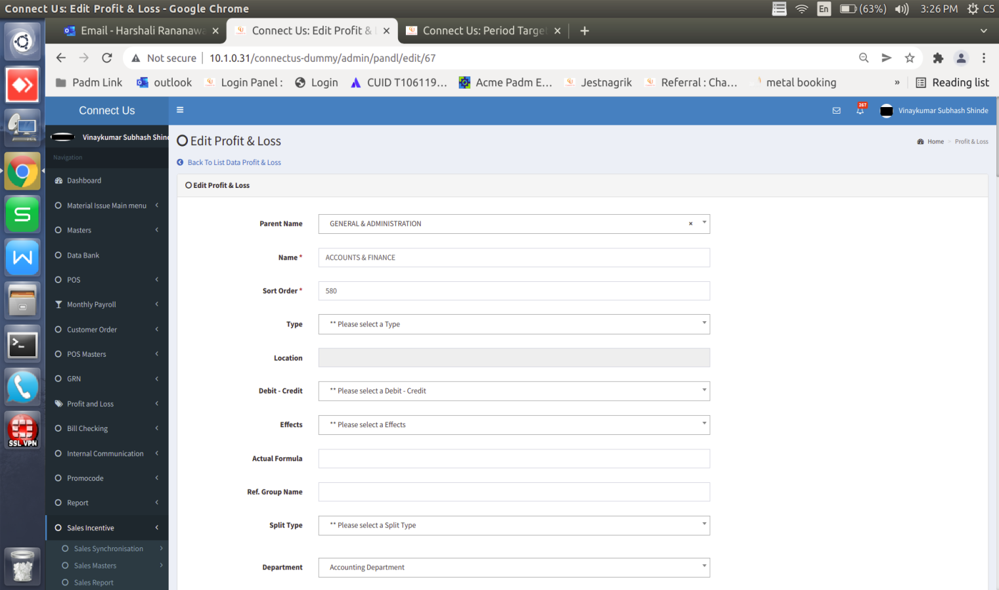 Connect Us: Edit Profit & Loss - Google Chrome
En (63%) 3:26 PM CS
Email - Harshali Rananawa
Connect Us: Edit Profit &
Connect Us: Period Target
Not secure | 10.1.0.31/connectus-dummy/admin/pandl/edit/67
Padm Link
outlook
Login Panel :
Login
CUID T106119...
Acme Padm E...
Jestnagrik
Referral : Cha...
metal booking
»
Reading list
Connect Us
267
Vinaykumar Subhash Shinde
Vinaykumar Subhash Shind
Navigation
Dashboard
Material Issue Main menu
Masters
Data Bank
POS
Monthly Payroll
Customer Order
POS Masters
GRN
Profit and Loss
Bill Checking
Internal Communication
Promocode
Report
Sales Incentive
Sales Synchronisation
Sales Masters
Sales Report
SSL VPN
Edit Profit & Loss
Home > Profit & Loss
Back To List Data Profit & Loss
Edit Profit & Loss
Parent Name GENERAL & ADMINISTRATION ×
Name * ACCOUNTS & FINANCE
Sort Order * 580
Type ** Please select a Type
Location
Debit - Credit ** Please select a Debit - Credit
Effects ** Please select a Effects
Actual Formula
Ref. Group Name
Split Type ** Please select a Split Type
Department Accounting Department